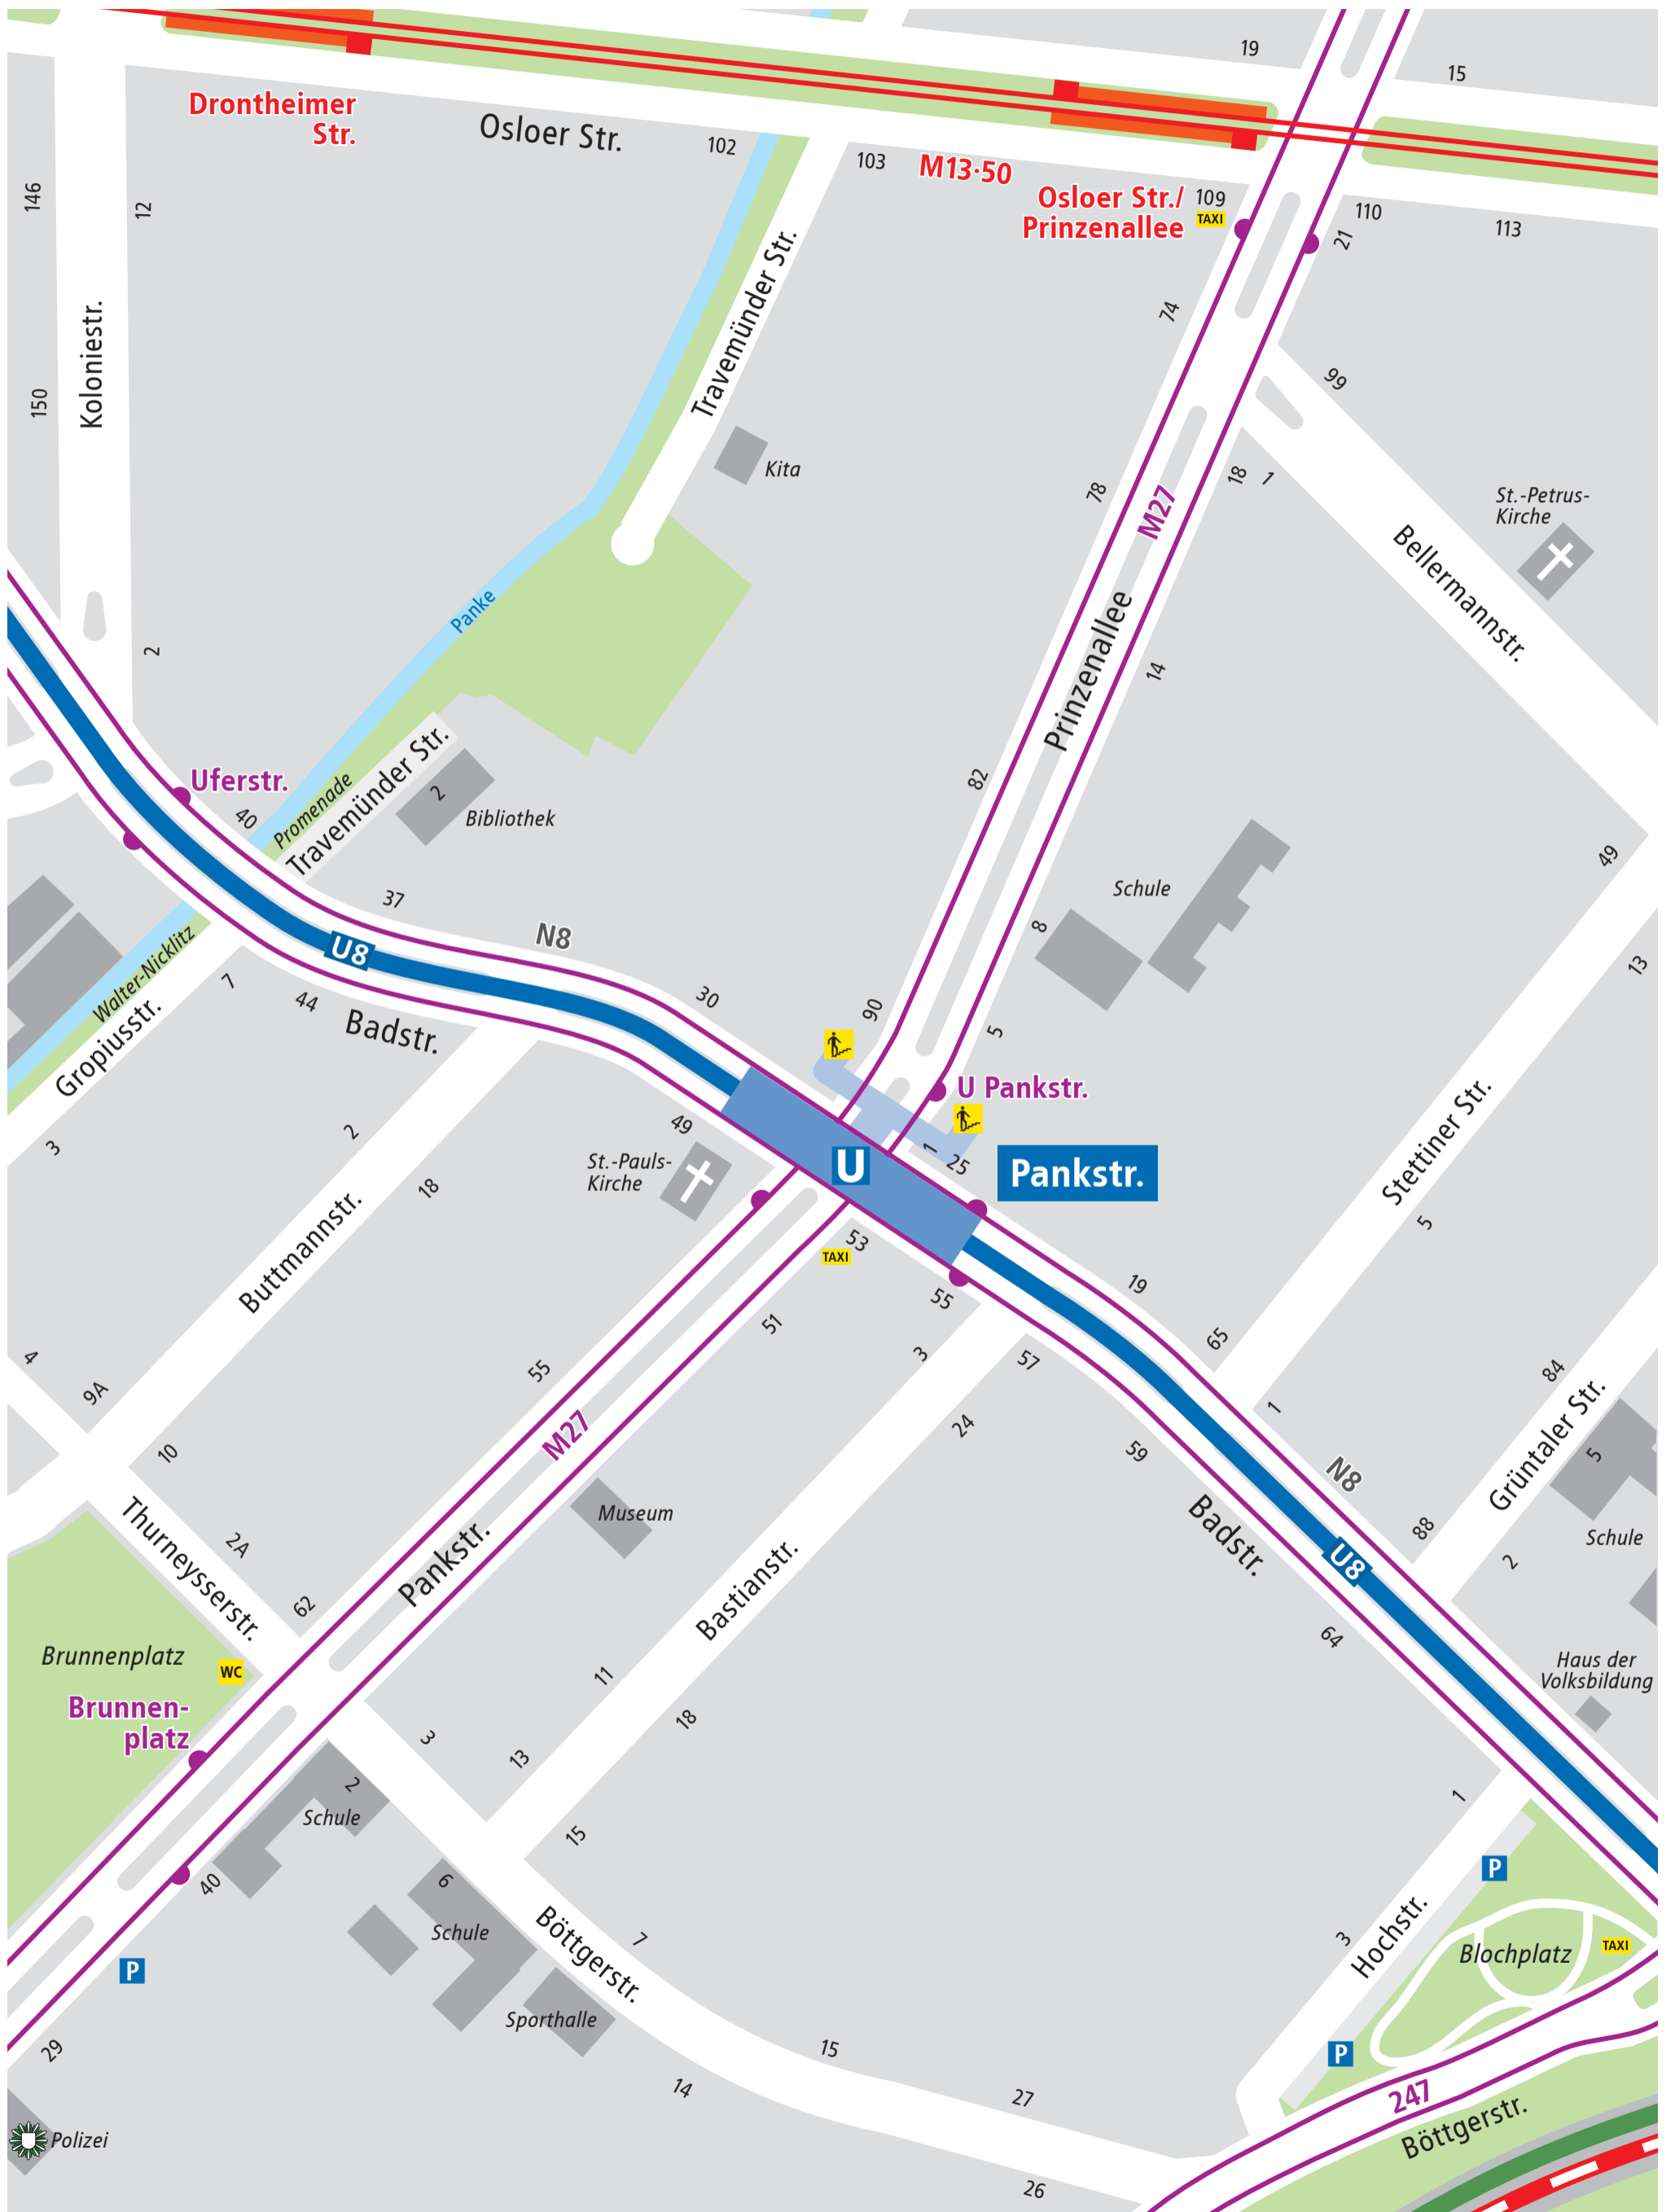 19
15
Drontheimer
Str.
Osloer Str.
102
103
M13·50
Osloer Str./
Prinzenallee
109
TAXI
110
113
21
146
12
150
Koloniestr.
2
Travemünder Str.
Kita
74
78
M27
99
18
1
St.-Petrus-
Kirche
Bellermannstr.
Panke
Prinzenallee
14
82
Uferstr.
40
Promenade
Travemünder Str.
2
Bibliothek
37
N8
U8
Schule
8
49
13
Walter-Nicklitz
Gropiusstr.
7
44
Badstr.
30
90
5
U Pankstr.
1
25
U
Pankstr.
49
St.-Pauls-
Kirche
3
2
18
Buttmannstr.
53
TAXI
55
51
Stettiner Str.
5
19
65
1
4
9A
10
55
M27
3
57
24
59
N8
84
Grüntaler Str.
5
Schule
88
2
U8
Badstr.
64
Haus der
Volksbildung
Thurneysserstr.
2A
62
Pankstr.
Museum
Bastianstr.
11
18
Brunnenplatz
WC
Brunnen-
platz
3
13
15
2
Schule
40
6
Schule
Böttgerstr.
7
Sporthalle
P
29
Polizei
14
15
27
26
1
3
Hochstr.
P
Blochplatz
TAXI
P
247
Böttgerstr.